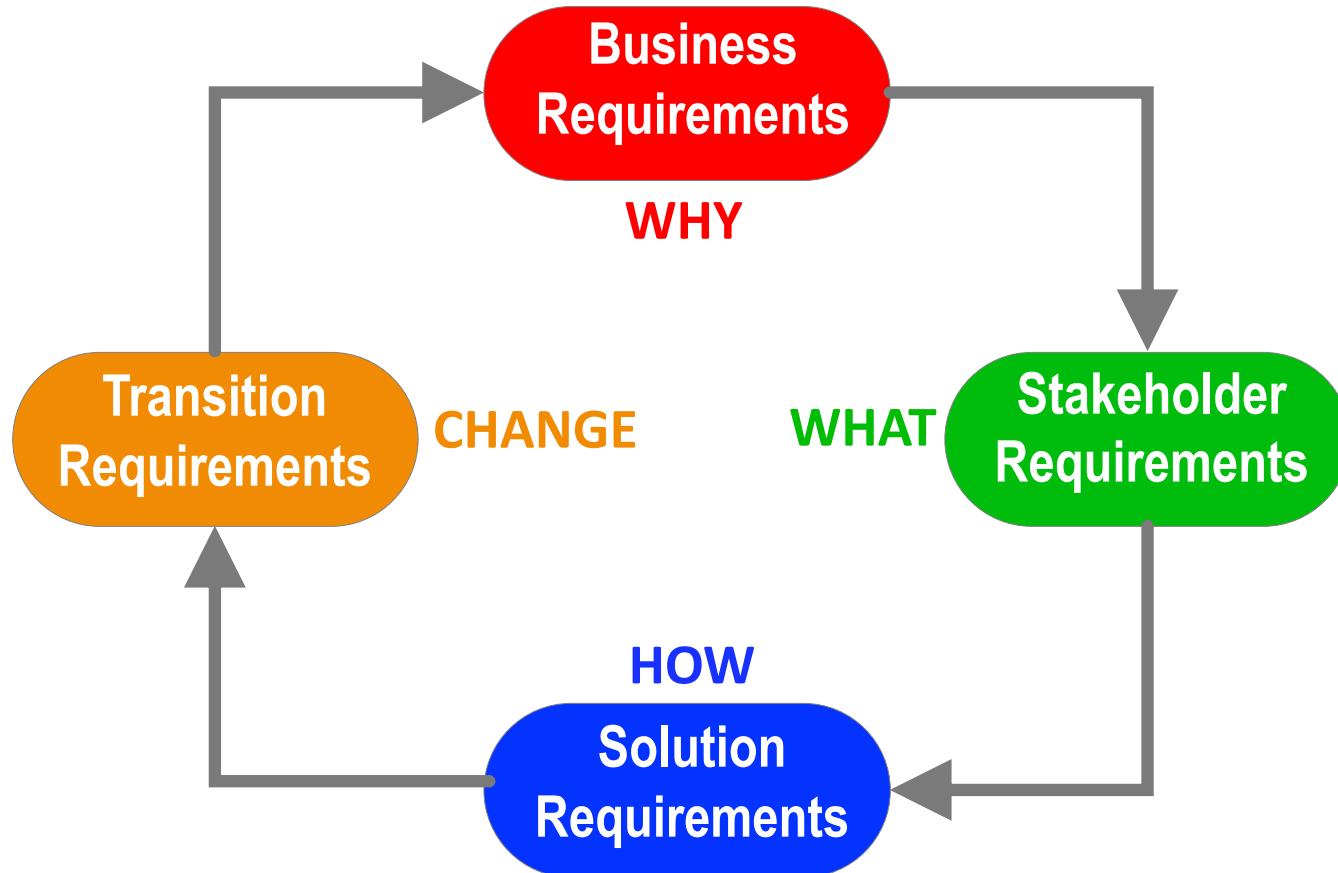 Business
Requirements
WHY
Transition
Requirements
CHANGE
WHAT
Stakeholder
Requirements
HOW
Solution
Requirements